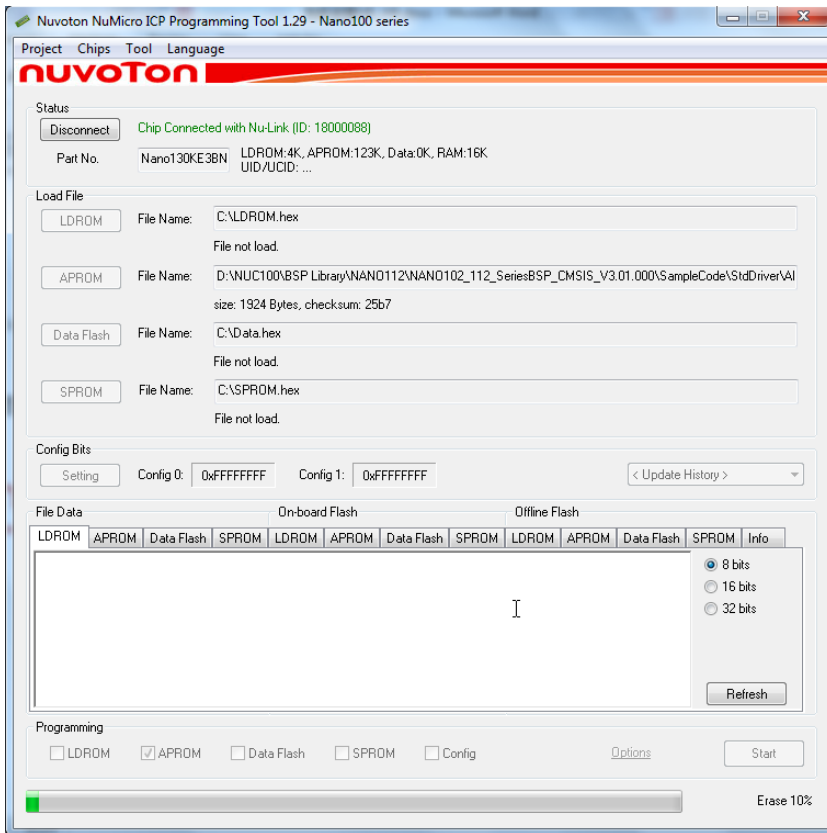 Nuvoton NuMicro ICP Programming Tool 1.29 - Nano100 series
Project Chips Tool Language
nuvoTon
Status
Disconnect Chip Connected with Nu-Link (ID: 18000088)
Part No. Nano130KE3BN LDROM:4K, APROM:123K, Data:0K, RAM:16K
UID/UCID: ...
Load File
LDROM File Name: C:\LDROM.hex
File not load.
APROM File Name: D:\NUC100\BSP Library\NANO112\NANO102_112_SeriesBSP_CMSIS_V3.01.000\SampleCode\StdDriver\AI
size: 1924 Bytes, checksum: 25b7
Data Flash File Name: C:\Data.hex
File not load.
SPROM File Name: C:\SPROM.hex
File not load.
Config Bits
Setting Config 0: 0xFFFFFFFF Config 1: 0xFFFFFFFF < Update History >
File Data On-board Flash Offline Flash
LDROM APROM Data Flash SPROM LDROM APROM Data Flash SPROM LDROM APROM Data Flash SPROM Info
8 bits
16 bits
32 bits
Refresh
Programming
LDROM APROM Data Flash SPROM Config Options Start
Erase 10%